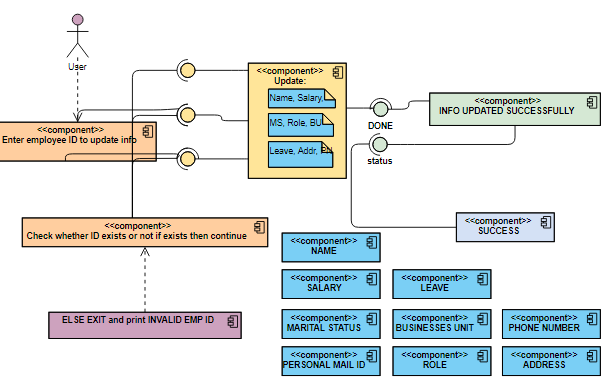 User
<<component>>
Update:
Name, Salary,
MS, Role, BU
Leave, Addr, PN
DONE
<<component>>
INFO UPDATED SUCCESSFULLY
<<component>>
Enter employee ID to update info
status
<<component>>
Check whether ID exists or not if exists then continue
<<component>>
SUCCESS
<<component>>
NAME
<<component>>
SALARY
<<component>>
LEAVE
ELSE EXIT and print INVALID EMP ID
<<component>>
MARITAL STATUS
<<component>>
BUSINESSES UNIT
<<component>>
PHONE NUMBER
<<component>>
PERSONAL MAIL ID
<<component>>
ROLE
<<component>>
ADDRESS